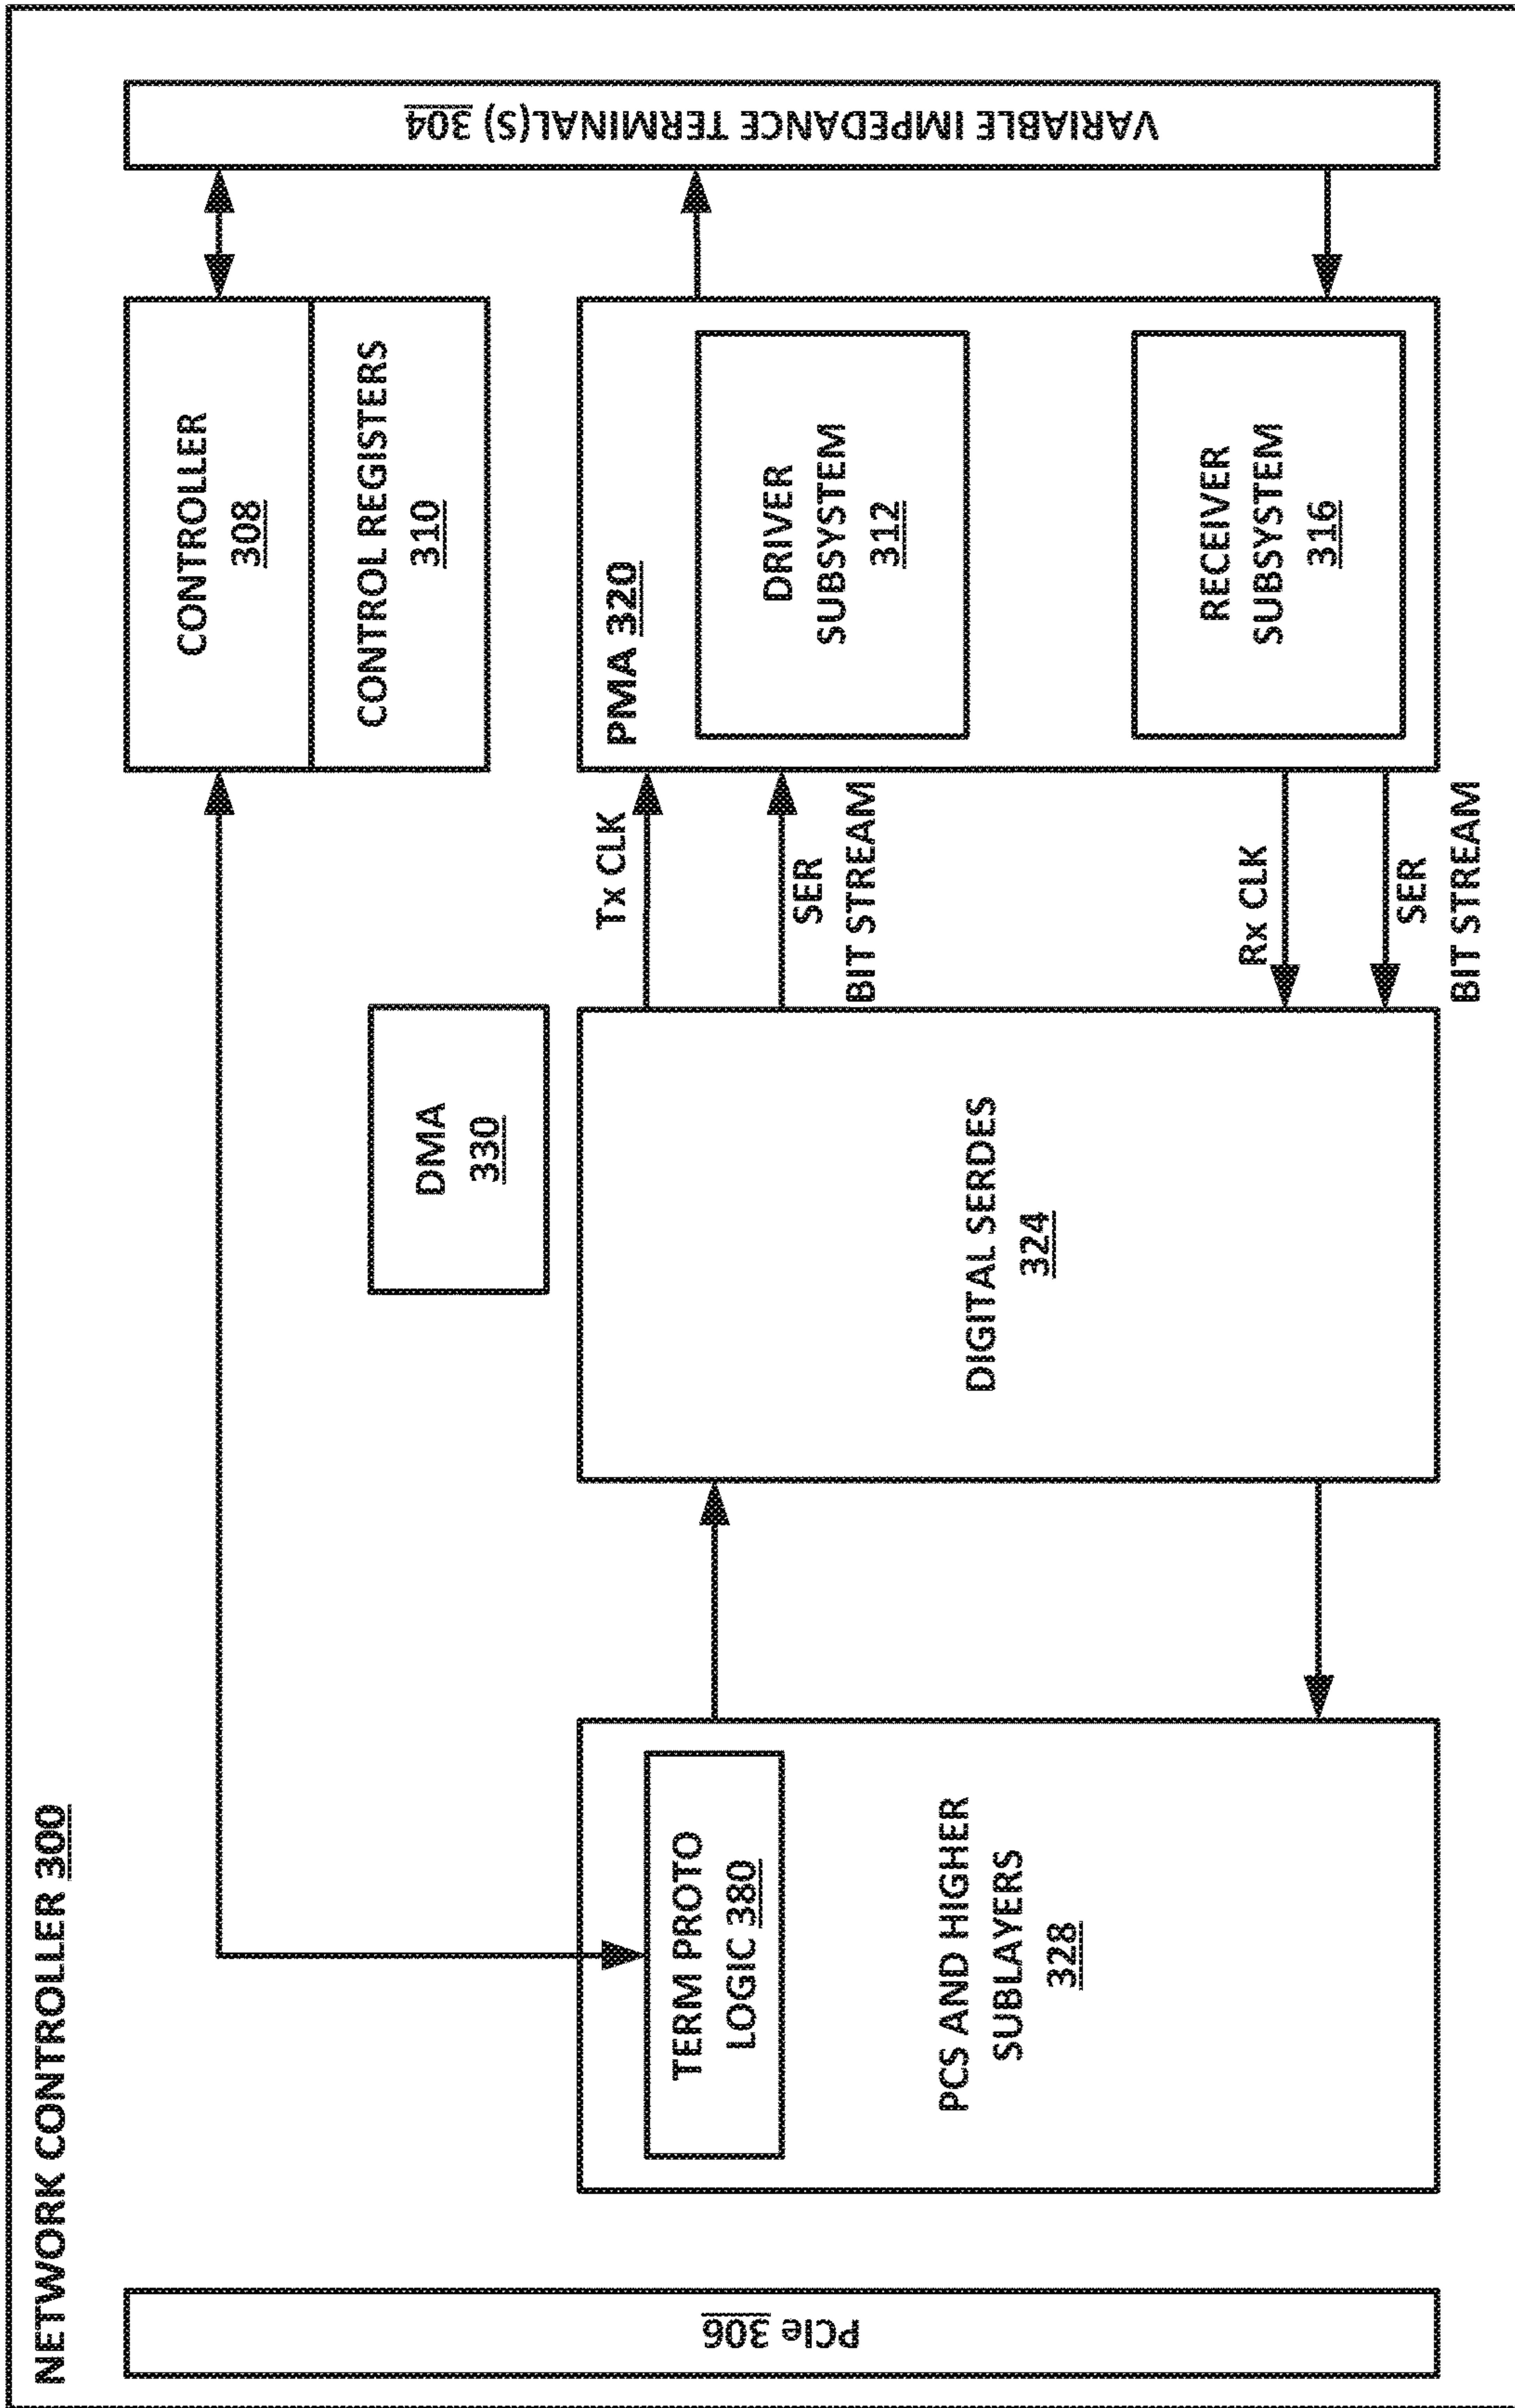 NETWORK CONTROLLER 300
PCIe 306
TERM PROTO
LOGIC 380
PCS AND HIGHER
SUBLAYERS
328
DMA
330
DIGITAL SERDES
324
Tx CLK
SER
BIT STREAM
Rx CLK
SER
BIT STREAM
CONTROLLER
308
CONTROL REGISTERS
310
PMA 320
DRIVER
SUBSYSTEM
312
RECEIVER
SUBSYSTEM
316
VARIABLE IMPEDANCE TERMINAL(S) 304